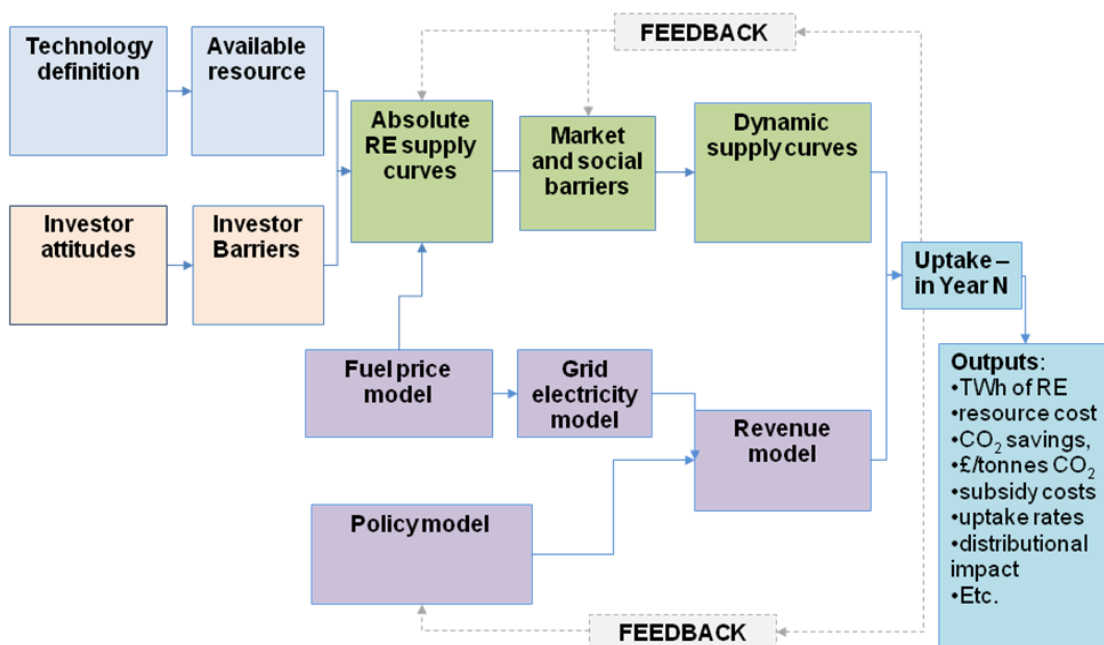 FEEDBACK
Technology
definition
Available
resource
Absolute
RE supply
curves
Market
and social
barriers
Dynamic
supply curves
Investor
attitudes
Investor
Barriers
Uptake –
in Year N
Fuel price
model
Grid
electricity
model
Revenue
model
Policy model
Outputs:
•TWh of RE
•resource cost
•CO₂ savings,
•£/tonnes CO₂
•subsidy costs
•uptake rates
•distributional
impact
•Etc.
FEEDBACK